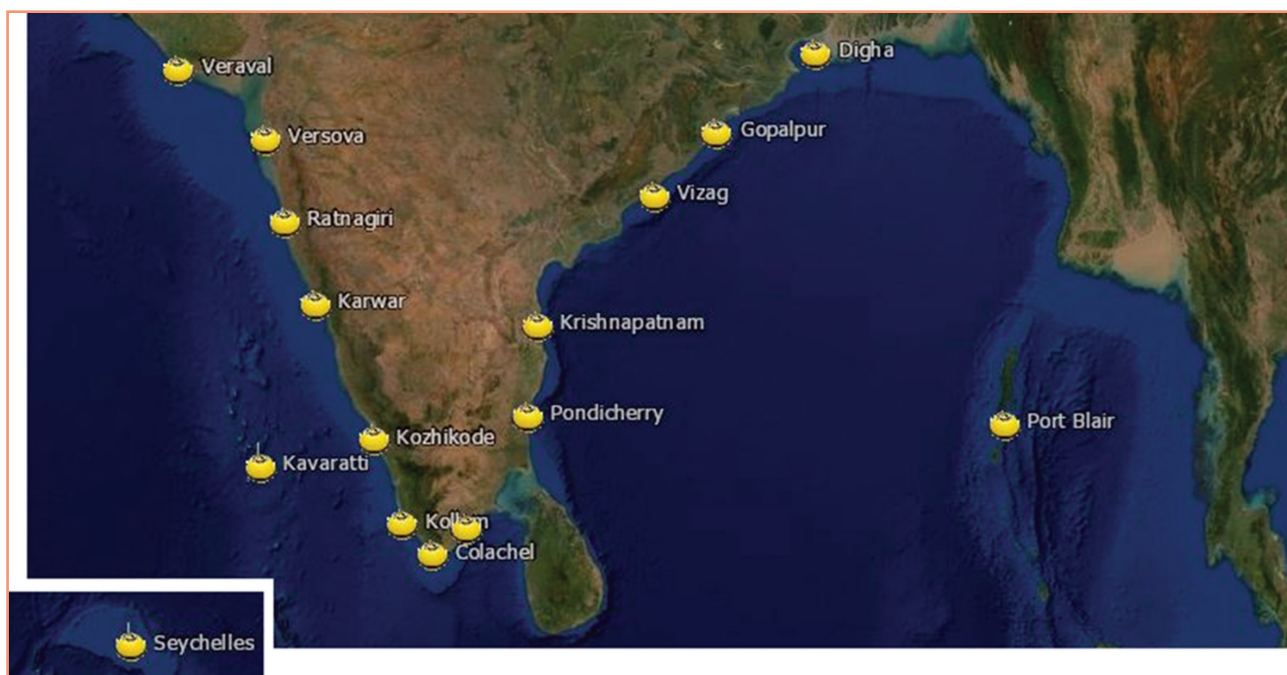 Digha
Veraval
Gopalpur
Versova
Vizag
Ratnagiri
Karwar
Krishnapatnam
Pondicherry
Port Blair
Kozhikode
Kavaratti
Kollam
Colachel
Seychelles